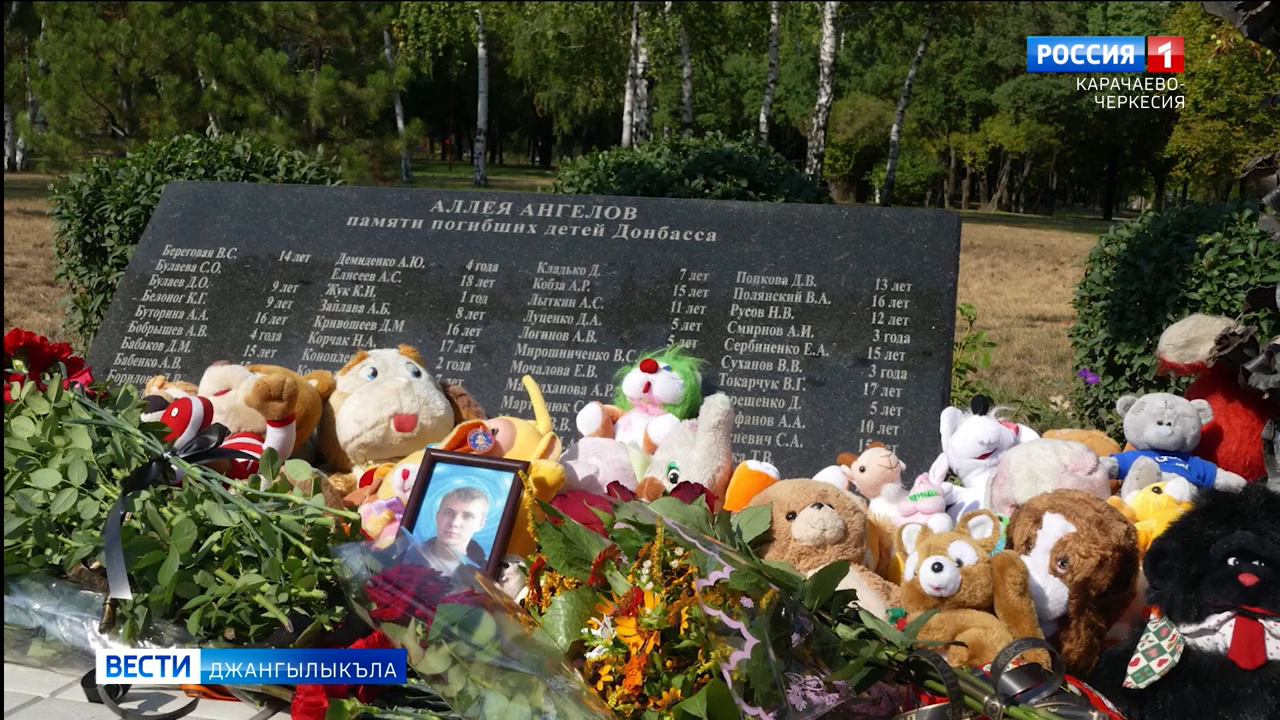 РОССИЯ 1
КАРАЧАЕВО-
ЧЕРКЕСИЯ
АЛЛЕЯ АНГЕЛОВ
памяти погибших детей Донбасса
Береговая В.С. 14 лет
Булаева С.О.
Булаев Д.О. 9 лет
Белоног К.Г. 9 лет
Буторина А.А. 16 лет
Бобрышев А.В. 4 года
Бабаков Д.М. 15 лет
Бабенко А.В.
Демиденко А.Ю. 4 года
Елисеев А.С. 18 лет
Жук К.И. 1 год
Заплава А.Б. 8 лет
Кривошеев Д.М 16 лет
Корчак Н.А. 17 лет
2 года
Кладько Д. 7 лет
Кобза А.Р. 15 лет
Лыткин А.С. 11 лет
Луценко Д.А. 5 лет
Логинов А.В.
Мирошниченко В.С.
Мочалова Е.В.
Попкова Д.В. 13 лет
Полянский В.А. 16 лет
Русов Н.В. 12 лет
Смирнов А.И. 3 года
Сербиненко Е.А. 15 лет
Суханов В.В. 3 года
Токарчук В.Г. 17 лет
5 лет
10 лет
ВЕСТИ ДЖАНГЫЛЫКЪЛА